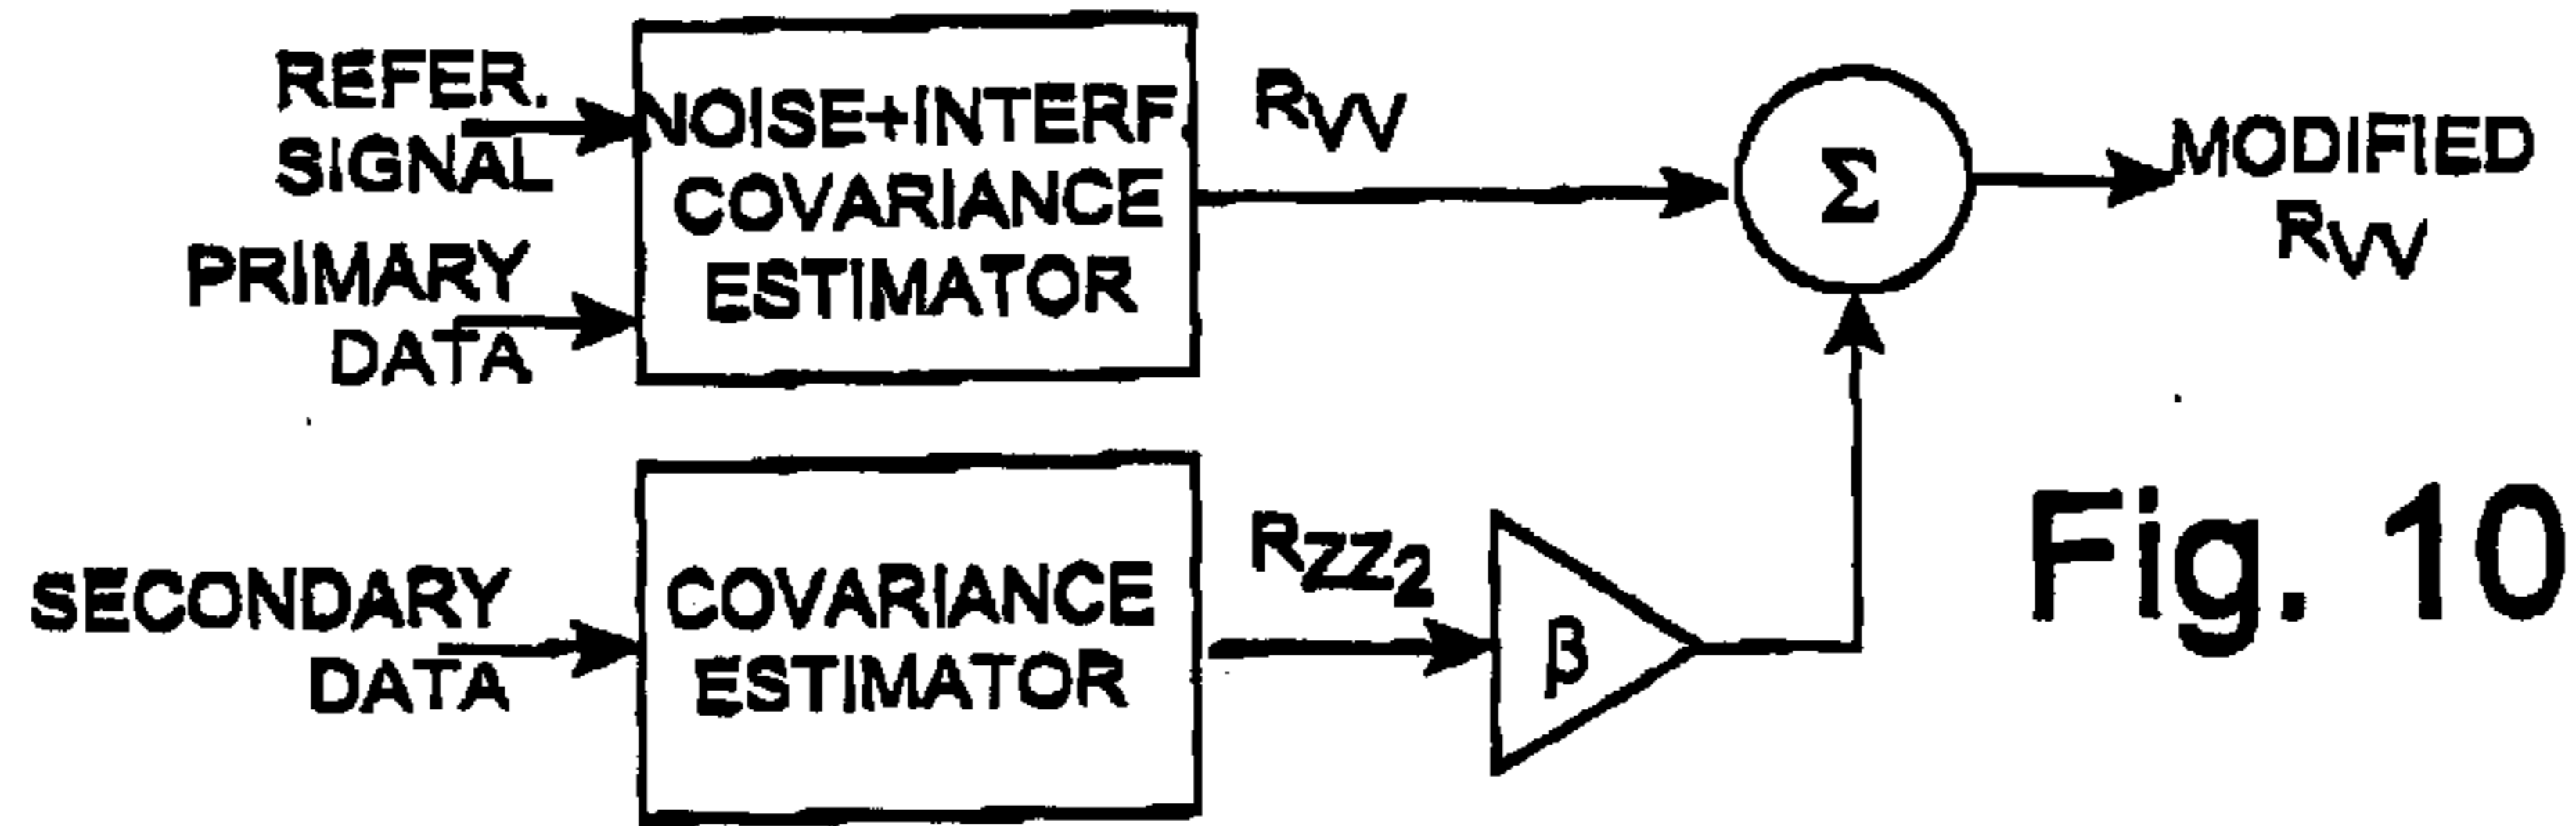 REFER.
SIGNAL
PRIMARY
DATA
NOISE+INTERF.
COVARIANCE
ESTIMATOR
RVV
Σ
MODIFIED
RVV
SECONDARY
DATA
COVARIANCE
ESTIMATOR
RZZ2
β
Fig. 10